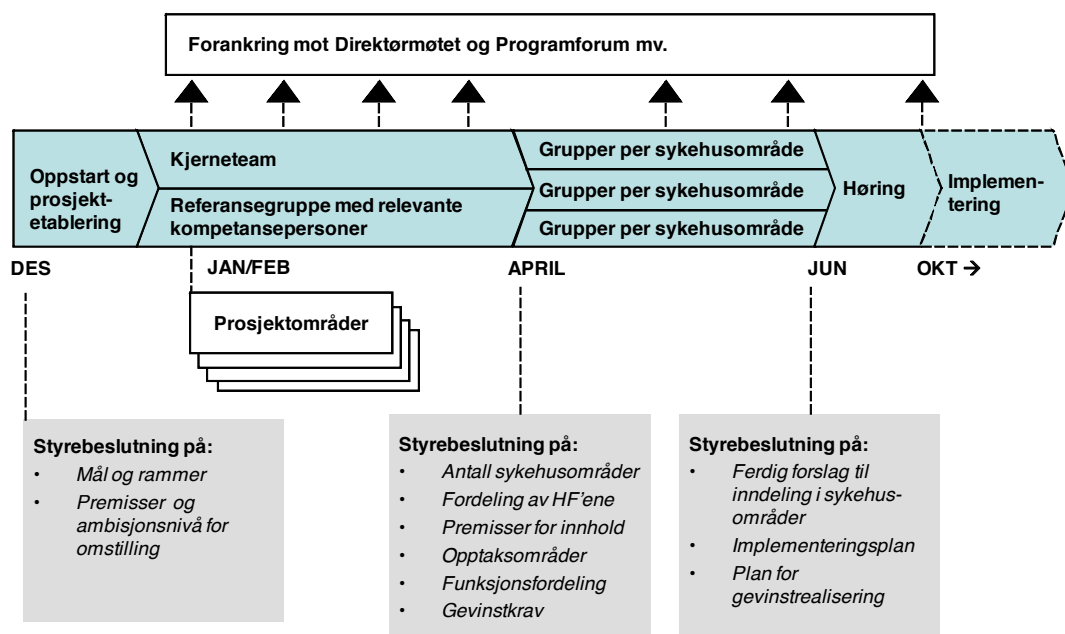 Forankring mot Direktørmøtet og Programforum mv.
Oppstart og
prosjekt-
etablering
Kjerneteam
Referansegruppe med relevante
kompetansepersoner
Grupper per sykehusområde
Grupper per sykehusområde
Grupper per sykehusområde
Høring
Implemen-
tering
DES
JAN/FEB
APRIL
JUN
OKT →
Prosjektområder
Styrebeslutning på:
• Mål og rammer
• Premisser og
ambisjonsnivå for
omstilling
Styrebeslutning på:
• Antall sykehusområder
• Fordeling av HF'ene
• Premisser for innhold
• Opptaksområder
• Funksjonsfordeling
• Gevinstkrav
Styrebeslutning på:
• Ferdig forslag til
inndeling i sykehus-
områder
• Implementeringsplan
• Plan for
gevinstrealisering